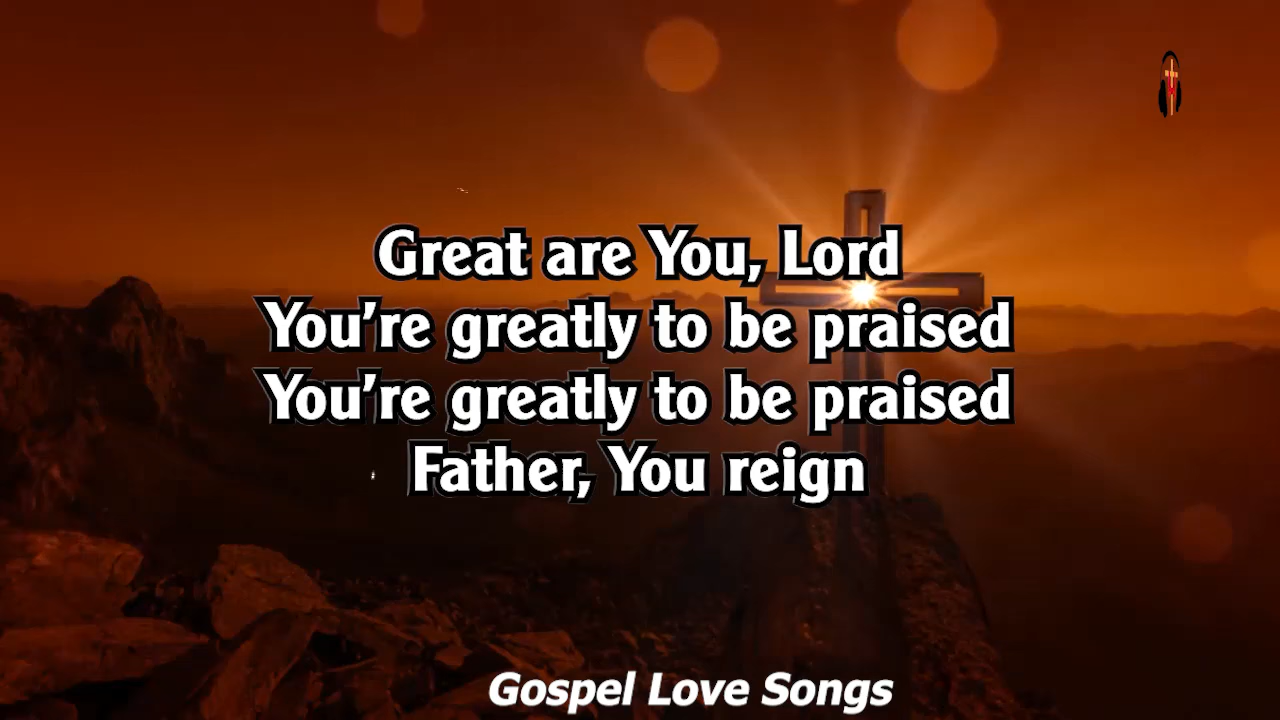 Great are You, Lord
You're greatly to be praised
You're greatly to be praised
Father, You reign
Gospel Love Songs